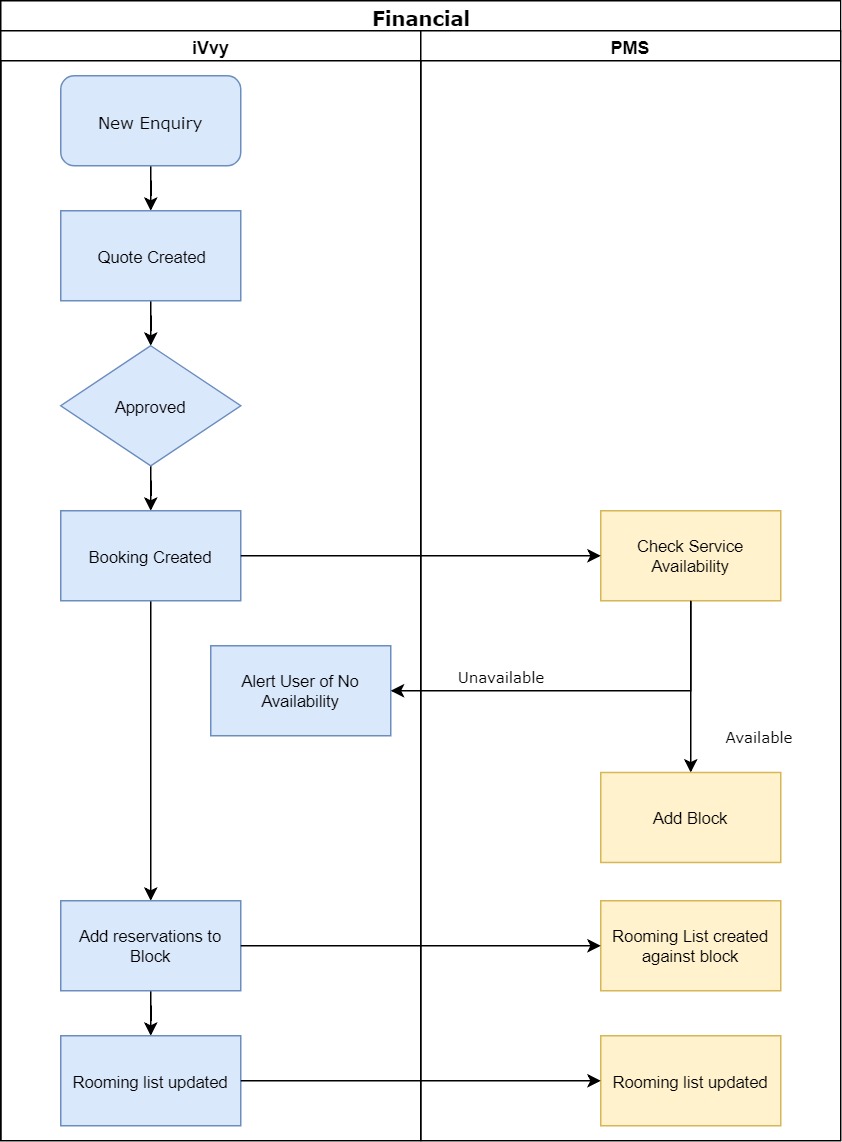 Financial
iVvy
PMS
New Enquiry
Quote Created
Approved
Booking Created
Check Service
Availability
Alert User of No
Availability
Unavailable
Available
Add Block
Add reservations to
Block
Rooming List created
against block
Rooming list updated
Rooming list updated